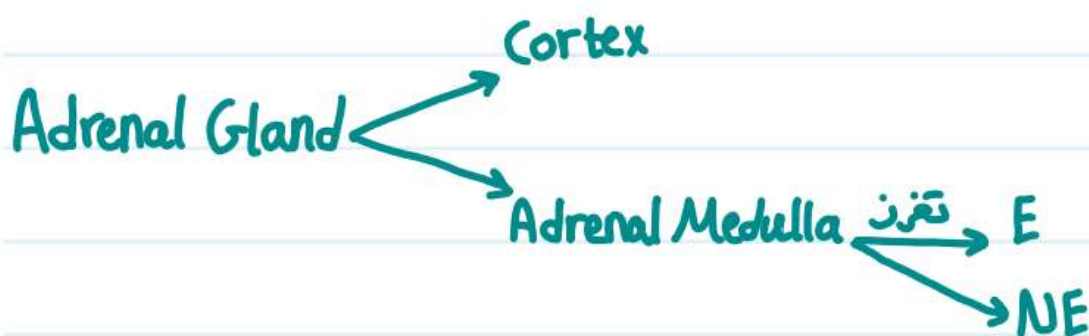 Cortex
Adrenal Gland
Adrenal Medulla تفرز E
NE